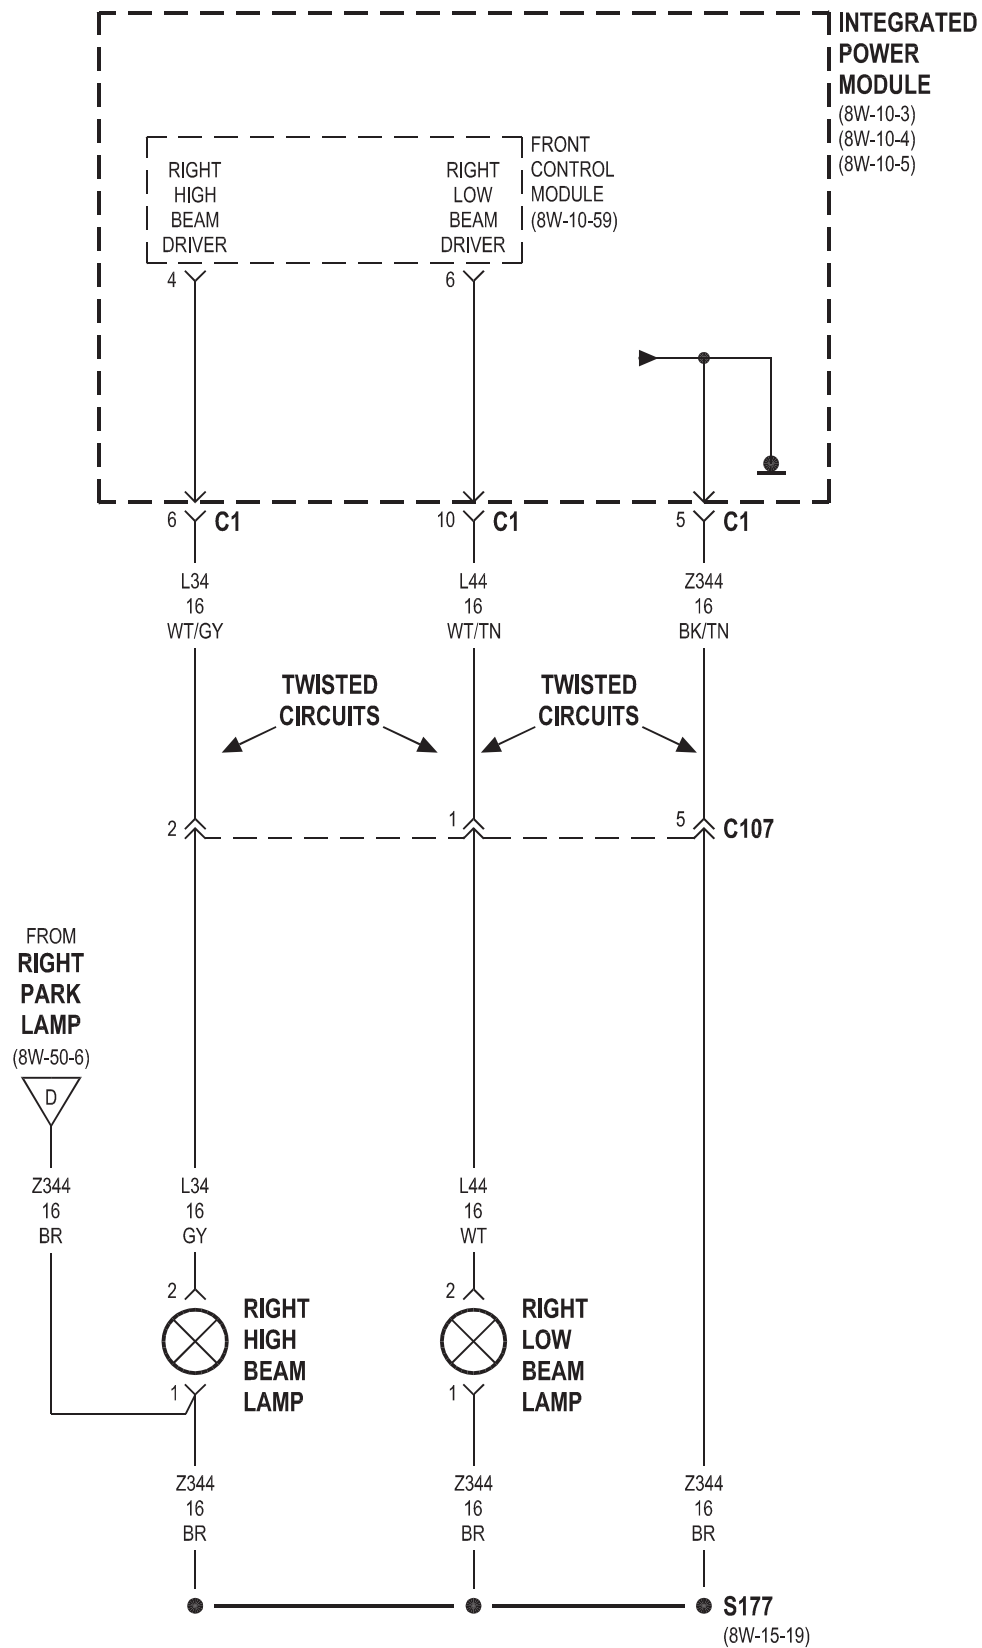 INTEGRATED
POWER
MODULE
(8W-10-3)
(8W-10-4)
(8W-10-5)
FRONT
CONTROL
MODULE
(8W-10-59)
RIGHT
HIGH
BEAM
DRIVER
RIGHT
LOW
BEAM
DRIVER
4
6
6
C1
10
C1
5
C1
L34
16
WT/GY
L44
16
WT/TN
Z344
16
BK/TN
TWISTED
CIRCUITS
TWISTED
CIRCUITS
2
1
5
C107
FROM
RIGHT
PARK
LAMP
(8W-50-6)
D
Z344
16
BR
L34
16
GY
L44
16
WT
2
RIGHT
HIGH
BEAM
LAMP
1
2
RIGHT
LOW
BEAM
LAMP
1
Z344
16
BR
Z344
16
BR
Z344
16
BR
S177
(8W-15-19)